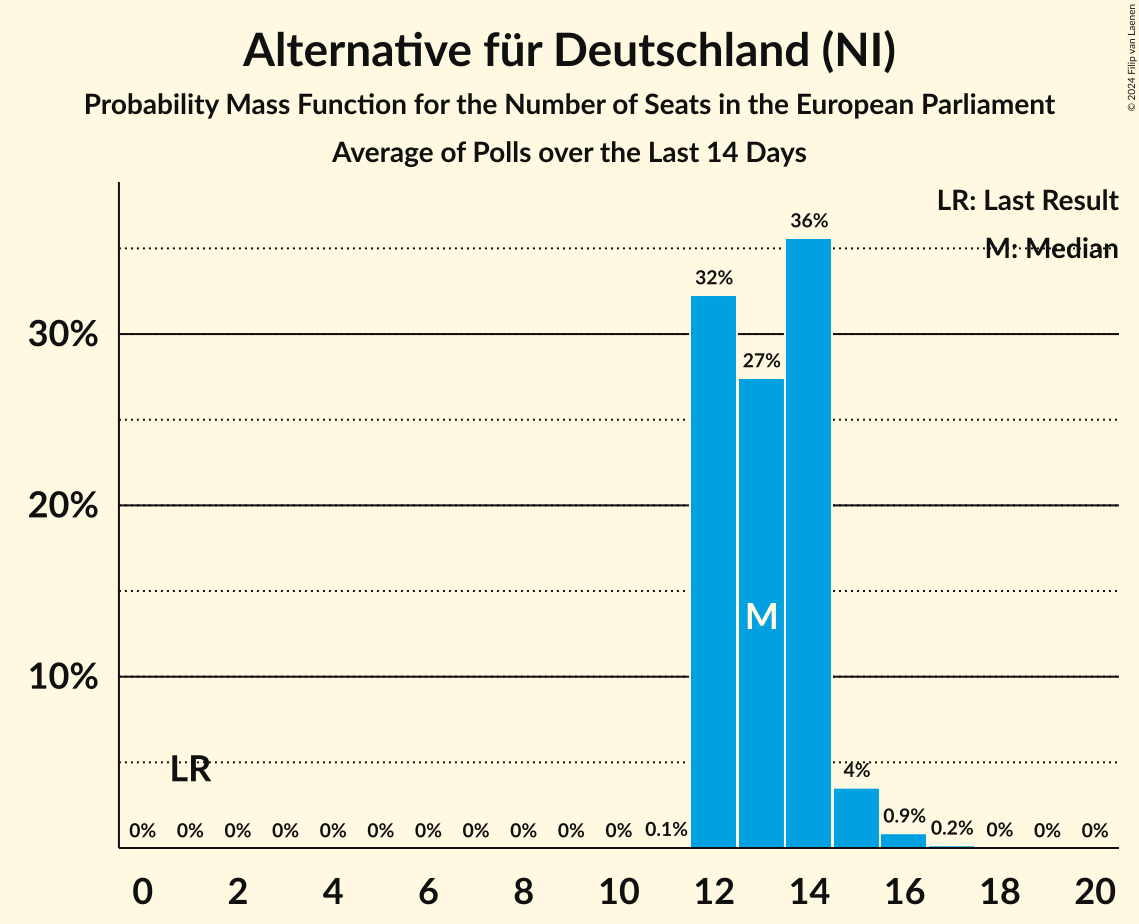 Alternative für Deutschland (NI)
Probability Mass Function for the Number of Seats in the European Parliament
Average of Polls over the Last 14 Days
© 2024 Filip van Laenen
LR: Last Result
M: Median
36%
32%
30%
27%
20%
M
10%
LR
4%
0% 0% 0% 0% 0% 0% 0% 0% 0% 0% 0% 0.1% 0.9% 0.2% 0% 0% 0%
0 2 4 6 8 10 12 14 16 18 20